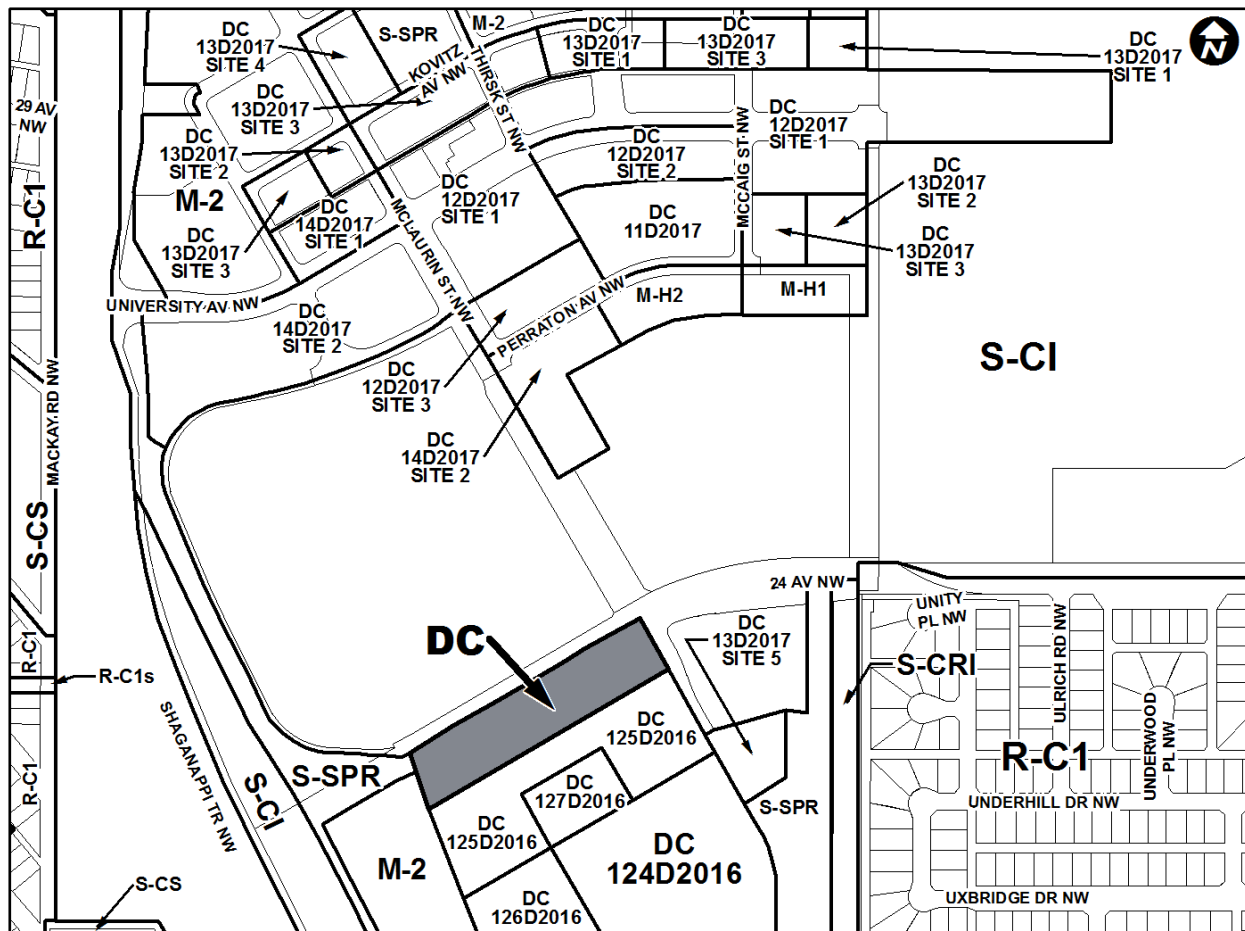 S-SPR
M-2
DC
13D2017
SITE 4
KOVITZ
AV NW
THIRSK ST NW
DC
13D2017
SITE 1
DC
13D2017
SITE 3
DC
13D2017
SITE 1
N
29 AV
NW
DC
13D2017
SITE 3
DC
13D2017
SITE 2
DC
12D2017
SITE 1
MCCAIG ST NW
DC
12D2017
SITE 2
DC
13D2017
SITE 2
R-C1
M-2
DC
14D2017
SITE 1
DC
12D2017
SITE 1
MCLAURIN ST NW
DC
11D2017
DC
13D2017
SITE 3
DC
13D2017
SITE 3
UNIVERSITY AV NW
M-H2
M-H1
PERRATON AV NW
DC
14D2017
SITE 2
S-CI
DC
12D2017
SITE 3
MACKAY RD NW
DC
14D2017
SITE 2
S-CS
24 AV NW
UNITY
PL NW
ULRICH RD NW
DC
DC
13D2017
SITE 5
S-CRI
R-C1
R-C1s
UNDERWOOD
PL NW
R-C1
SHAGANAPPI TR NW
S-CI
S-SPR
DC
125D2016
R-C1
DC
127D2016
S-SPR
UNDERHILL DR NW
DC
125D2016
M-2
DC
124D2016
S-CS
DC
126D2016
UXBRIDGE DR NW